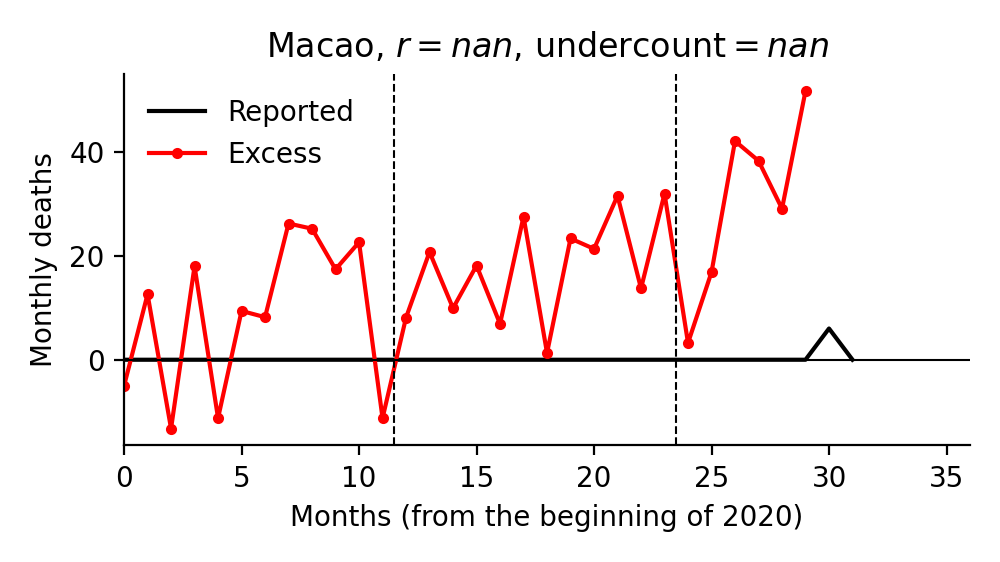 Macao, r = nan, undercount = nan
Reported
Excess
Monthly deaths
40
20
0
0 5 10 15 20 25 30 35
Months (from the beginning of 2020)